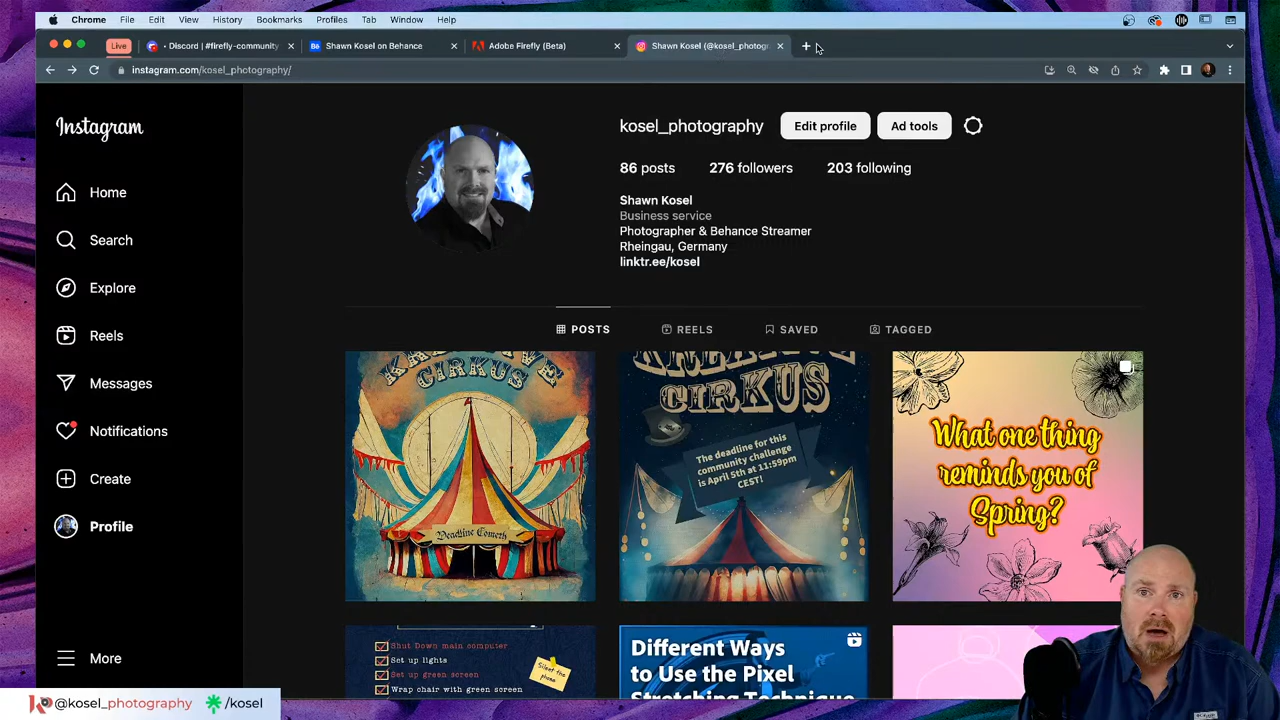 Chrome File Edit View History Bookmarks Profiles Tab Window Help
Live • Discord | #firefly-community Shawn Kosel on Behance Adobe Firefly (Beta) Shawn Kosel (@kosel_photog
instagram.com/kosel_photography/
Instagram
Home
Search
Explore
Reels
Messages
Notifications
Create
Profile
More
kosel_photography Edit profile Ad tools
86 posts 276 followers 203 following
Shawn Kosel
Business service
Photographer & Behance Streamer
Rheingau, Germany
linktr.ee/kosel
POSTS REELS SAVED TAGGED
CIRKUS
Deadline Cometh
CIRKUS
The deadline for this
community challenge
is April 5th at 11:59pm
CEST!
What one thing
reminds you of
Spring?
Shut Down main computer
Set up lights
Set up green screen
Wrap chair with green screen
Silent the
phone
Different Ways
to Use the Pixel
Stretching Technique
@kosel_photography /kosel